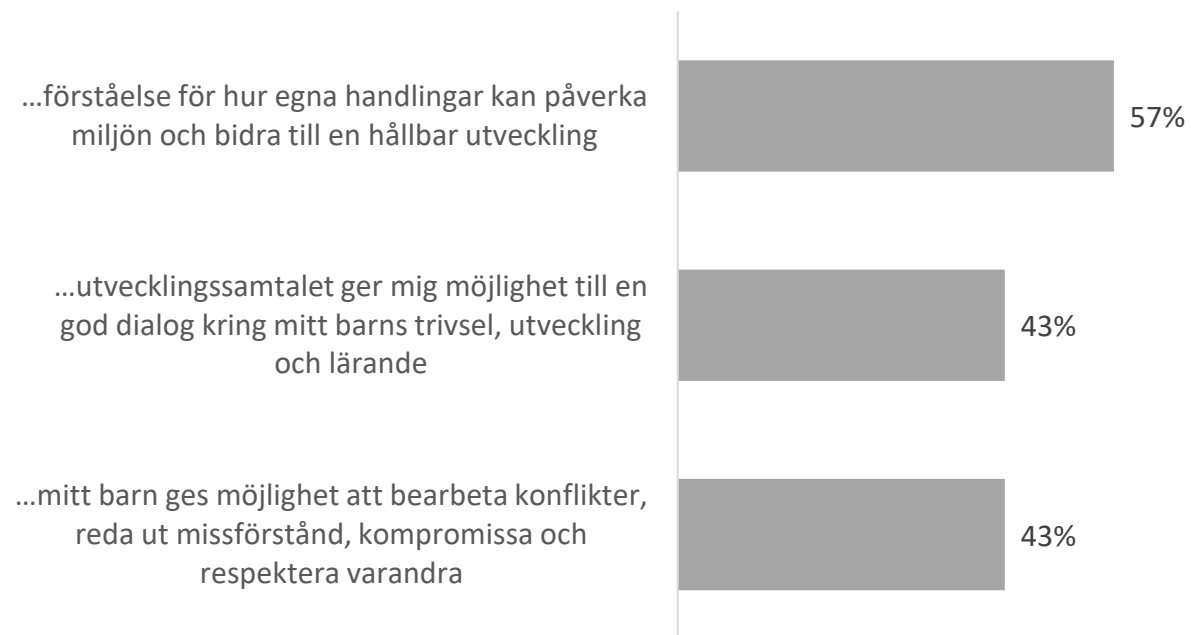 ...förståelse för hur egna handlingar kan påverka
miljön och bidra till en hållbar utveckling
57%
...utvecklingssamtalet ger mig möjlighet till en
god dialog kring mitt barns trivsel, utveckling
och lärande
43%
...mitt barn ges möjlighet att bearbeta konflikter,
reda ut missförstånd, kompromissa och
respektera varandra
43%